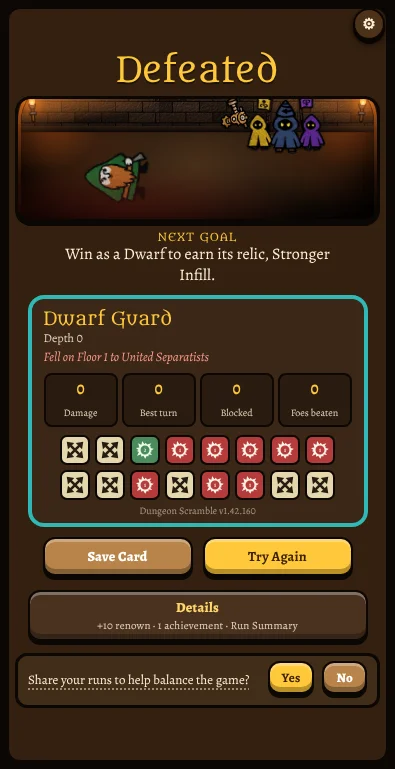 Defeated
NEXT GOAL
Win as a Dwarf to earn its relic, Stronger
Infill.
Dwarf Guard
Depth 0
Fell on Floor 1 to United Separatists
0 0 0 0
Damage Best turn Blocked Foes beaten
Dungeon Scramble v1.42.160
Save Card Try Again
Details
+10 renown · 1 achievement · Run Summary
Share your runs to help balance the game? Yes No